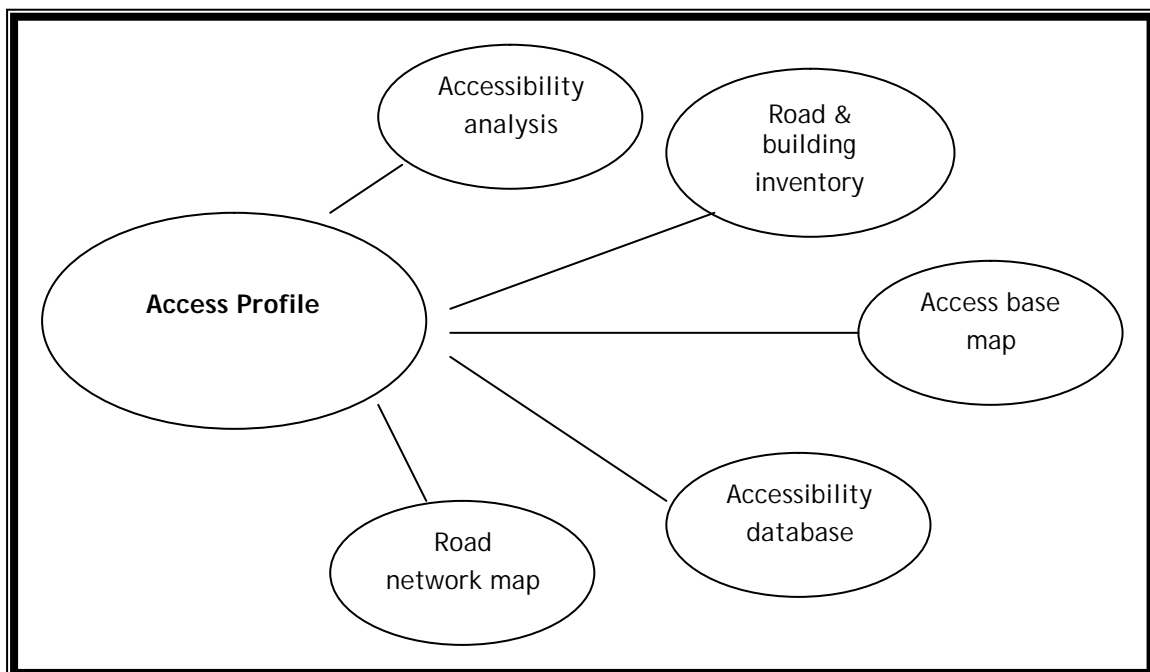 Accessibility
analysis
Road &
building
inventory
Access Profile
Access base
map
Accessibility
database
Road
network map